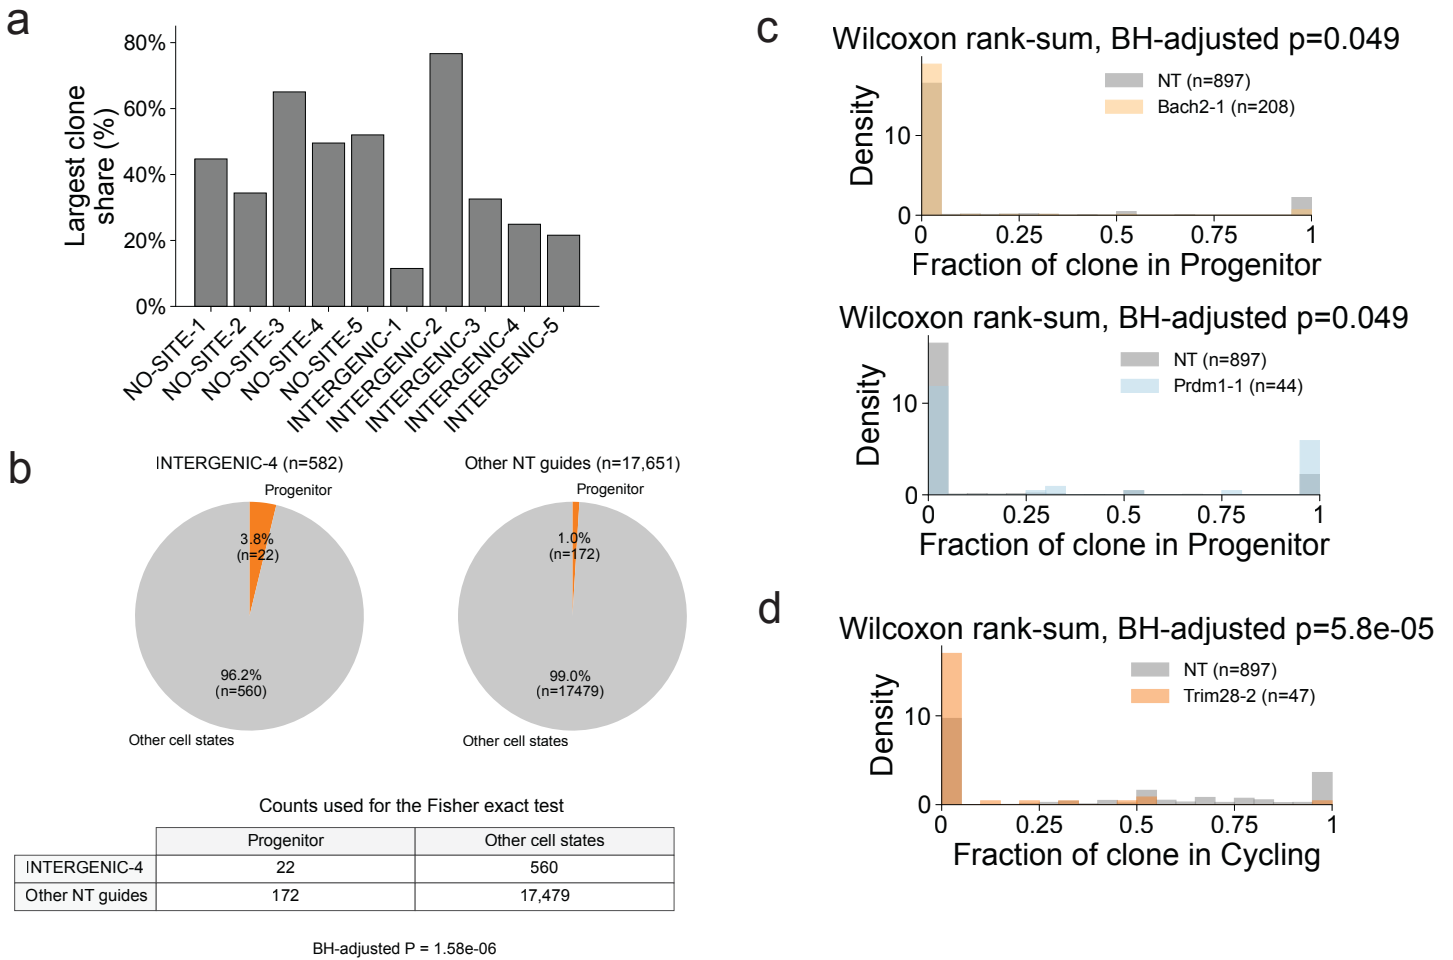 a
80%
60%
40%
20%
0%
Largest clone
share (%)
NO-SITE-1
NO-SITE-2
NO-SITE-3
NO-SITE-4
NO-SITE-5
INTERGENIC-1
INTERGENIC-2
INTERGENIC-3
INTERGENIC-4
INTERGENIC-5
b
INTERGENIC-4 (n=582)
Progenitor
3.8%
(n=22)
96.2%
(n=560)
Other cell states
Other NT guides (n=17,651)
Progenitor
1.0%
(n=172)
99.0%
(n=17479)
Other cell states
Counts used for the Fisher exact test
Progenitor Other cell states
INTERGENIC-4 22 560
Other NT guides 172 17,479
BH-adjusted P = 1.58e-06
c
Wilcoxon rank-sum, BH-adjusted p=0.049
NT (n=897)
Bach2-1 (n=208)
Density
10
0
0 0.25 0.5 0.75 1
Fraction of clone in Progenitor
Wilcoxon rank-sum, BH-adjusted p=0.049
NT (n=897)
Prdm1-1 (n=44)
Density
10
0
0 0.25 0.5 0.75 1
Fraction of clone in Progenitor
d
Wilcoxon rank-sum, BH-adjusted p=5.8e-05
NT (n=897)
Trim28-2 (n=47)
Density
10
0
0 0.25 0.5 0.75 1
Fraction of clone in Cycling